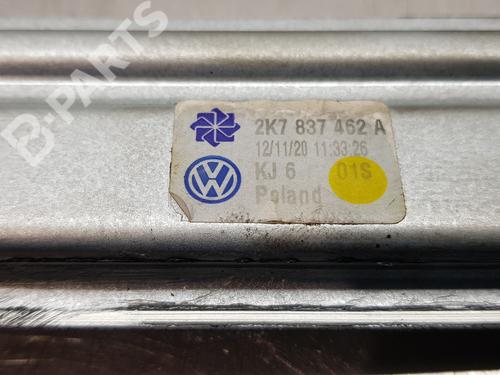 B-PARTS
2K7 837 462 A
12/11/20 11:33:26
KJ 6 01S
Poland